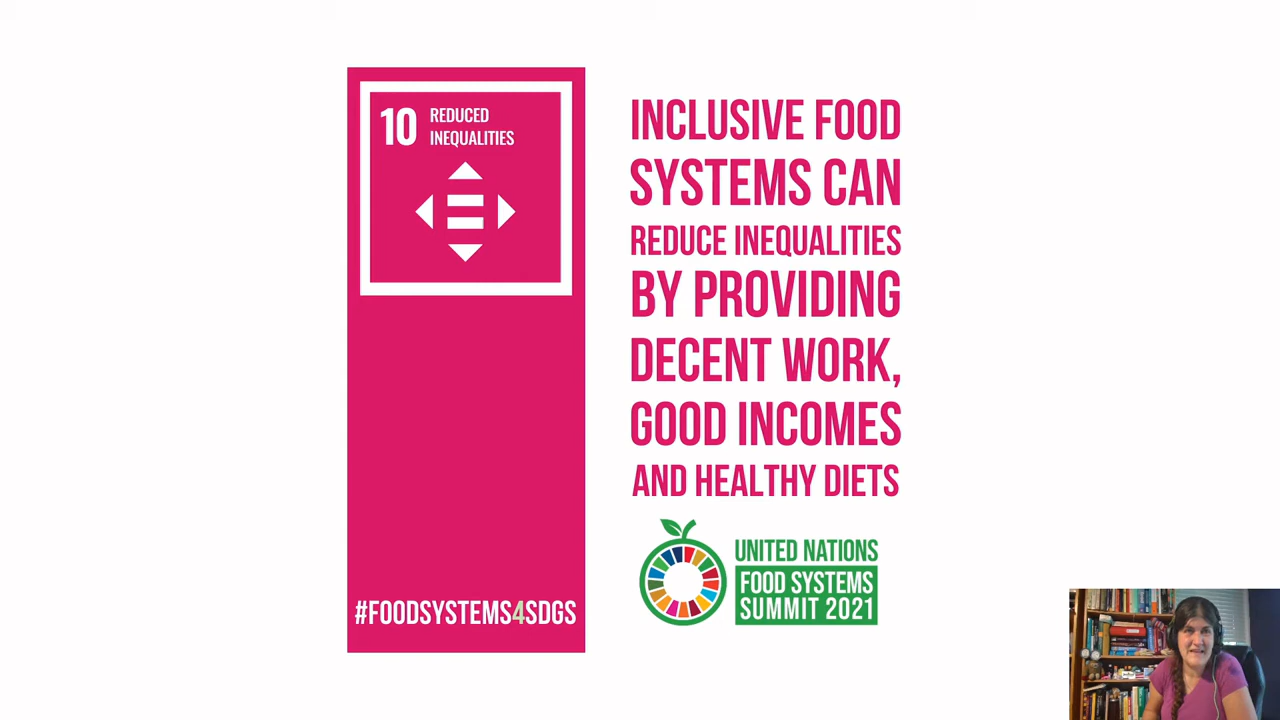 10 REDUCED
INEQUALITIES
#FOODSYSTEMS4SDGS
INCLUSIVE FOOD
SYSTEMS CAN
REDUCE INEQUALITIES
BY PROVIDING
DECENT WORK,
GOOD INCOMES
AND HEALTHY DIETS
UNITED NATIONS
FOOD SYSTEMS
SUMMIT 2021